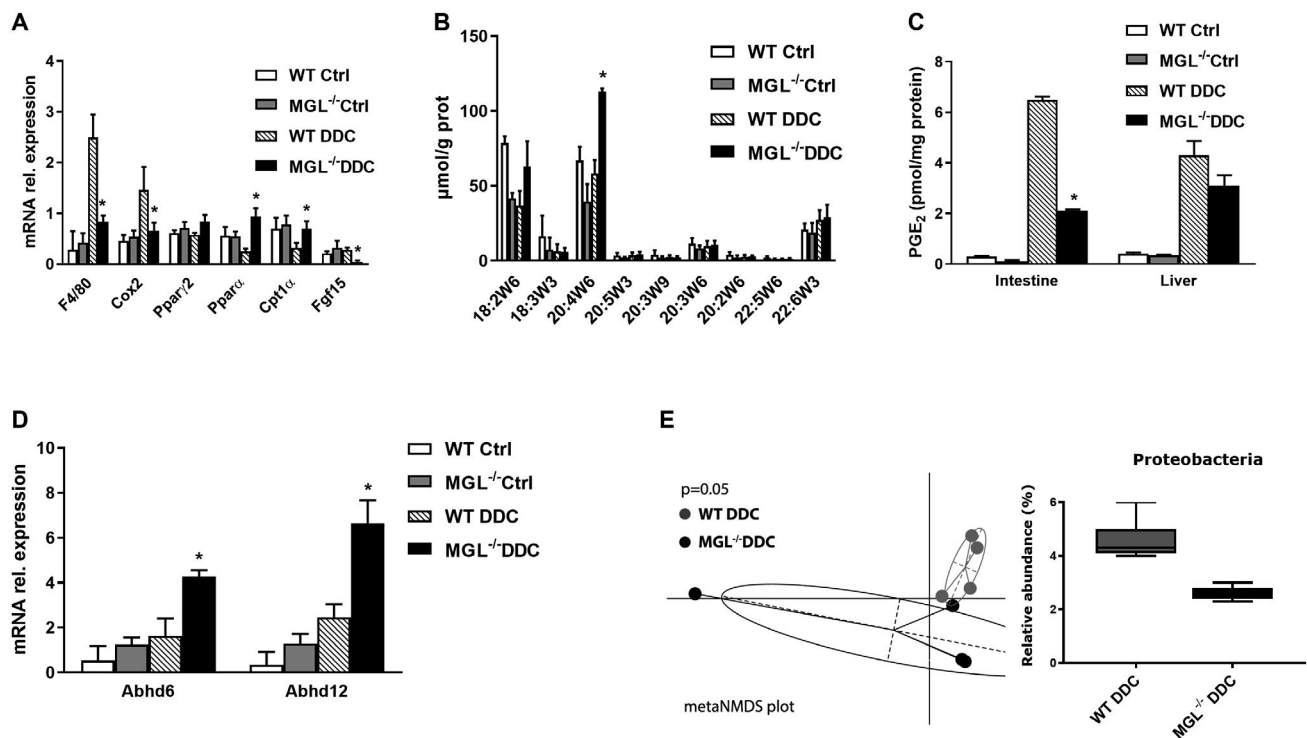 A
mRNA rel. expression
4
3
2
1
0
F4/80
Cox2
Pparγ2
Pparα
Cpt1α
Fgf15
*
*
*
*
*
WT Ctrl
MGL-/-Ctrl
WT DDC
MGL-/-DDC
B
μmol/g prot
150
100
50
0
18:2W6
18:3W3
20:4W6
20:5W3
20:3W9
20:3W6
20:2W6
22:5W6
22:6W3
*
WT Ctrl
MGL-/-Ctrl
WT DDC
MGL-/-DDC
C
PGE2 (pmol/mg protein)
8
6
4
2
0
Intestine
Liver
*
WT Ctrl
MGL-/-Ctrl
WT DDC
MGL-/-DDC
D
mRNA rel. expression
10
8
6
4
2
0
Abhd6
Abhd12
*
*
WT Ctrl
MGL-/-Ctrl
WT DDC
MGL-/-DDC
E
p=0.05
WT DDC
MGL-/-DDC
metaNMDS plot
Proteobacteria
Relative abundance (%)
6
4
2
0
WT DDC
MGL-/- DDC